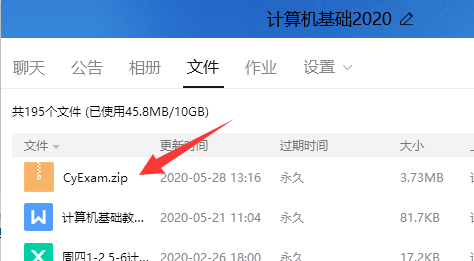 计算机基础2020
聊天 公告 相册 文件 作业 设置
共195个文件 (已使用45.8MB/10GB)
文件 更新时间 过期时间 大小
CyExam.zip 2020-05-28 13:16 永久 3.73MB
计算机基础教... 2020-05-21 11:04 永久 81.7KB
周四1-2 5-6计... 2020-02-26 18:00 永久 17.2KB